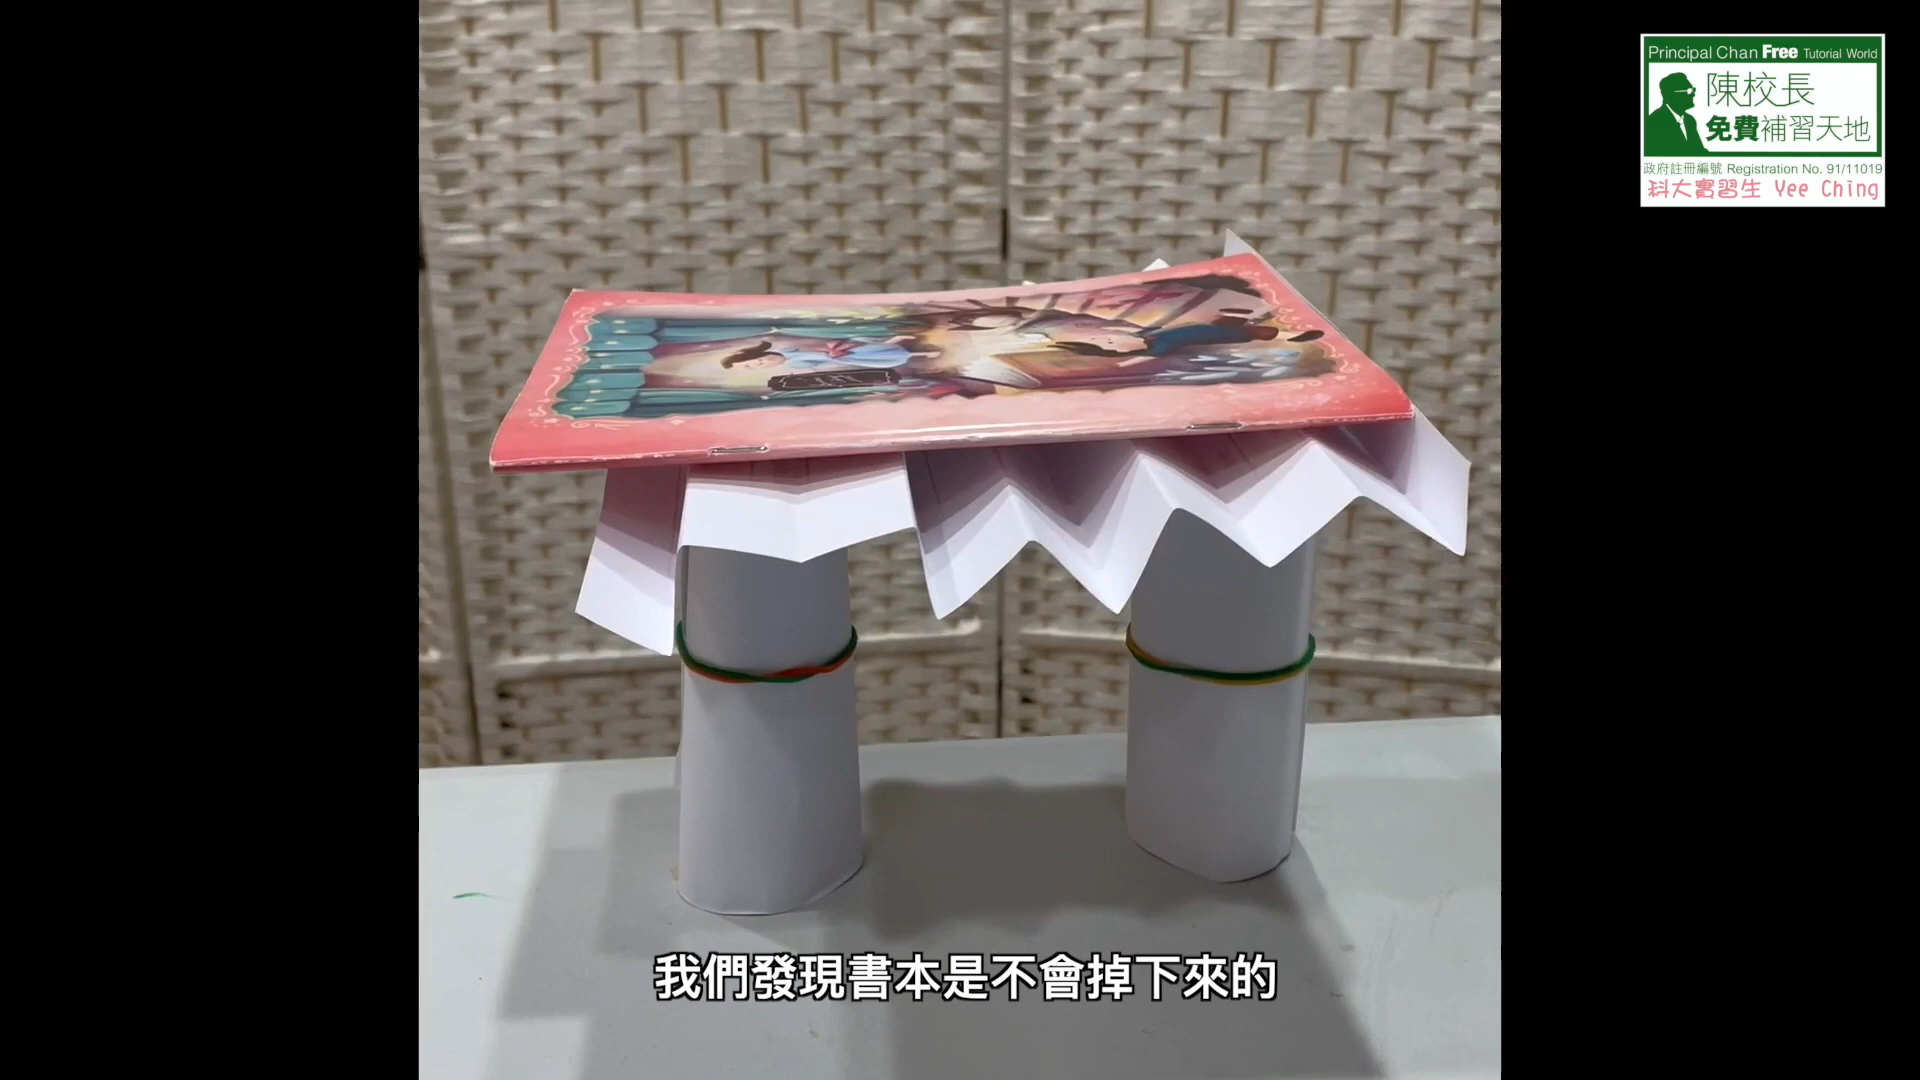 Principal Chan Free Tutorial World
陳校長
免費補習天地
政府註冊編號 Registration No. 91/11019
科大實習生 Yee Ching
我們發現書本是不會掉下來的